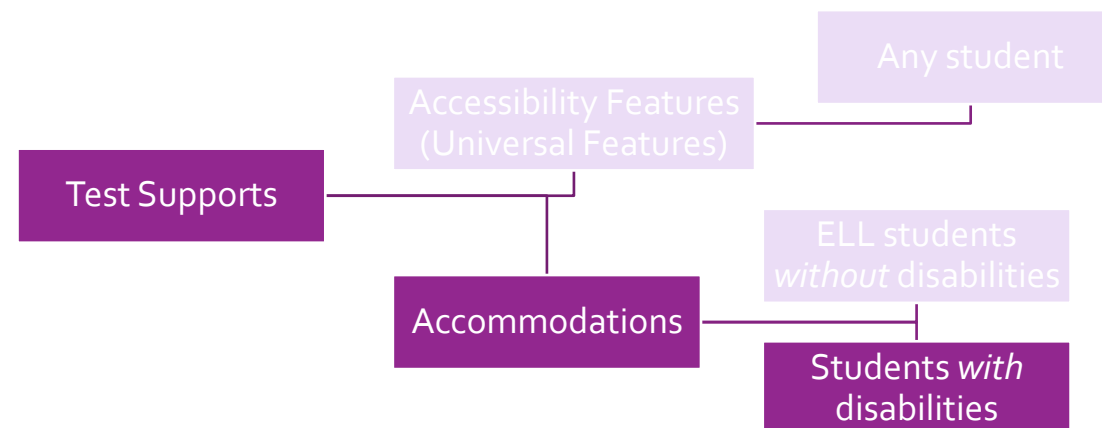 Any student
Accessibility Features
(Universal Features)
Test Supports
ELL students
without disabilities
Accommodations
Students with
disabilities